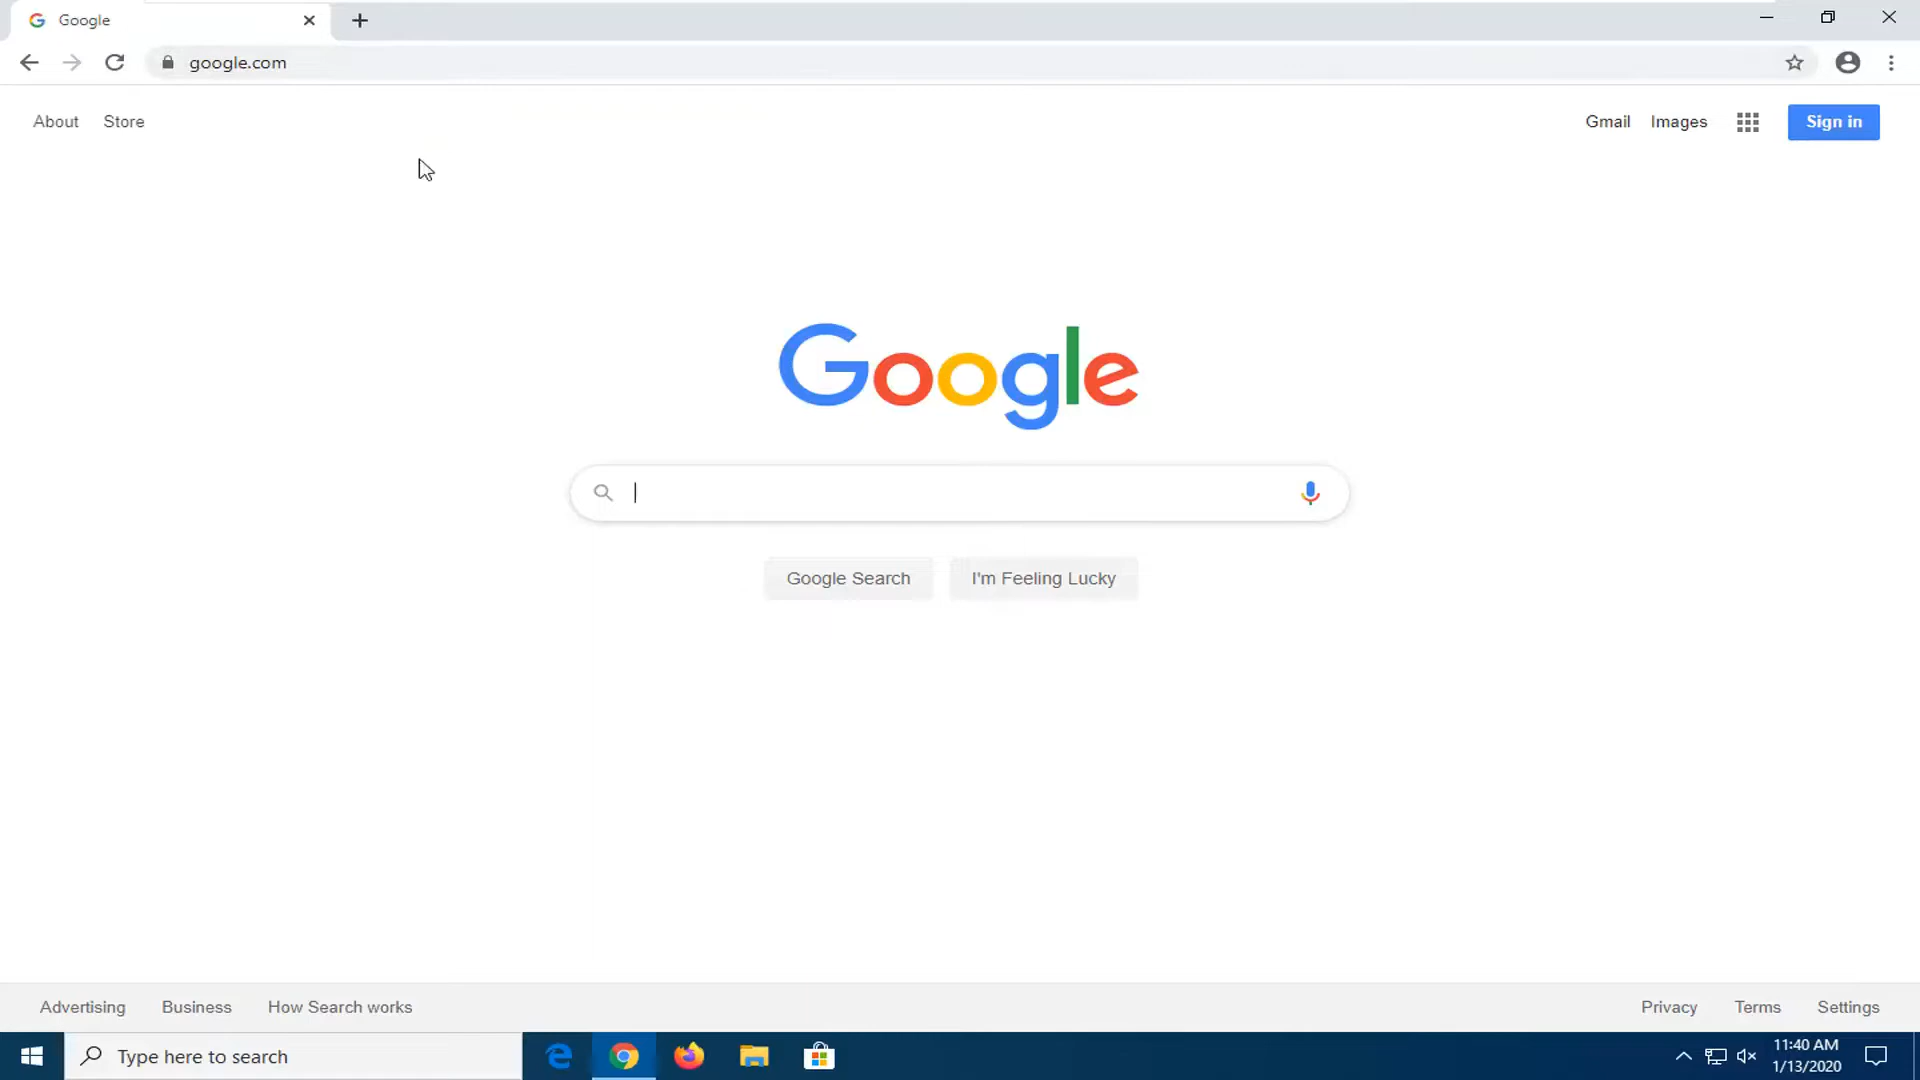 Google
google.com
About Store Gmail Images Sign in
Google
Google Search I'm Feeling Lucky
Advertising Business How Search works Privacy Terms Settings
Type here to search 11:40 AM
1/13/2020